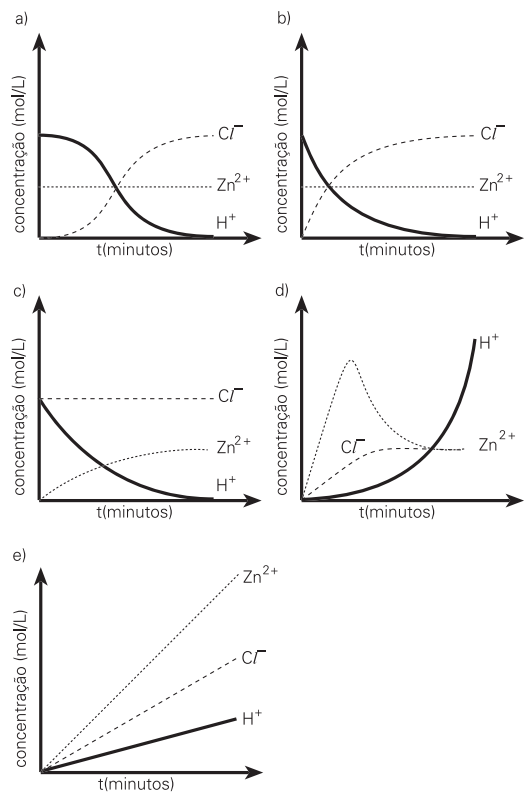 a)
concentração (mol/L)
Cl⁻
Zn²⁺
H⁺
t(minutos)
b)
concentração (mol/L)
Cl⁻
Zn²⁺
H⁺
t(minutos)
c)
concentração (mol/L)
Cl⁻
Zn²⁺
H⁺
t(minutos)
d)
concentração (mol/L)
H⁺
Cl⁻
Zn²⁺
t(minutos)
e)
concentração (mol/L)
Zn²⁺
Cl⁻
H⁺
t(minutos)